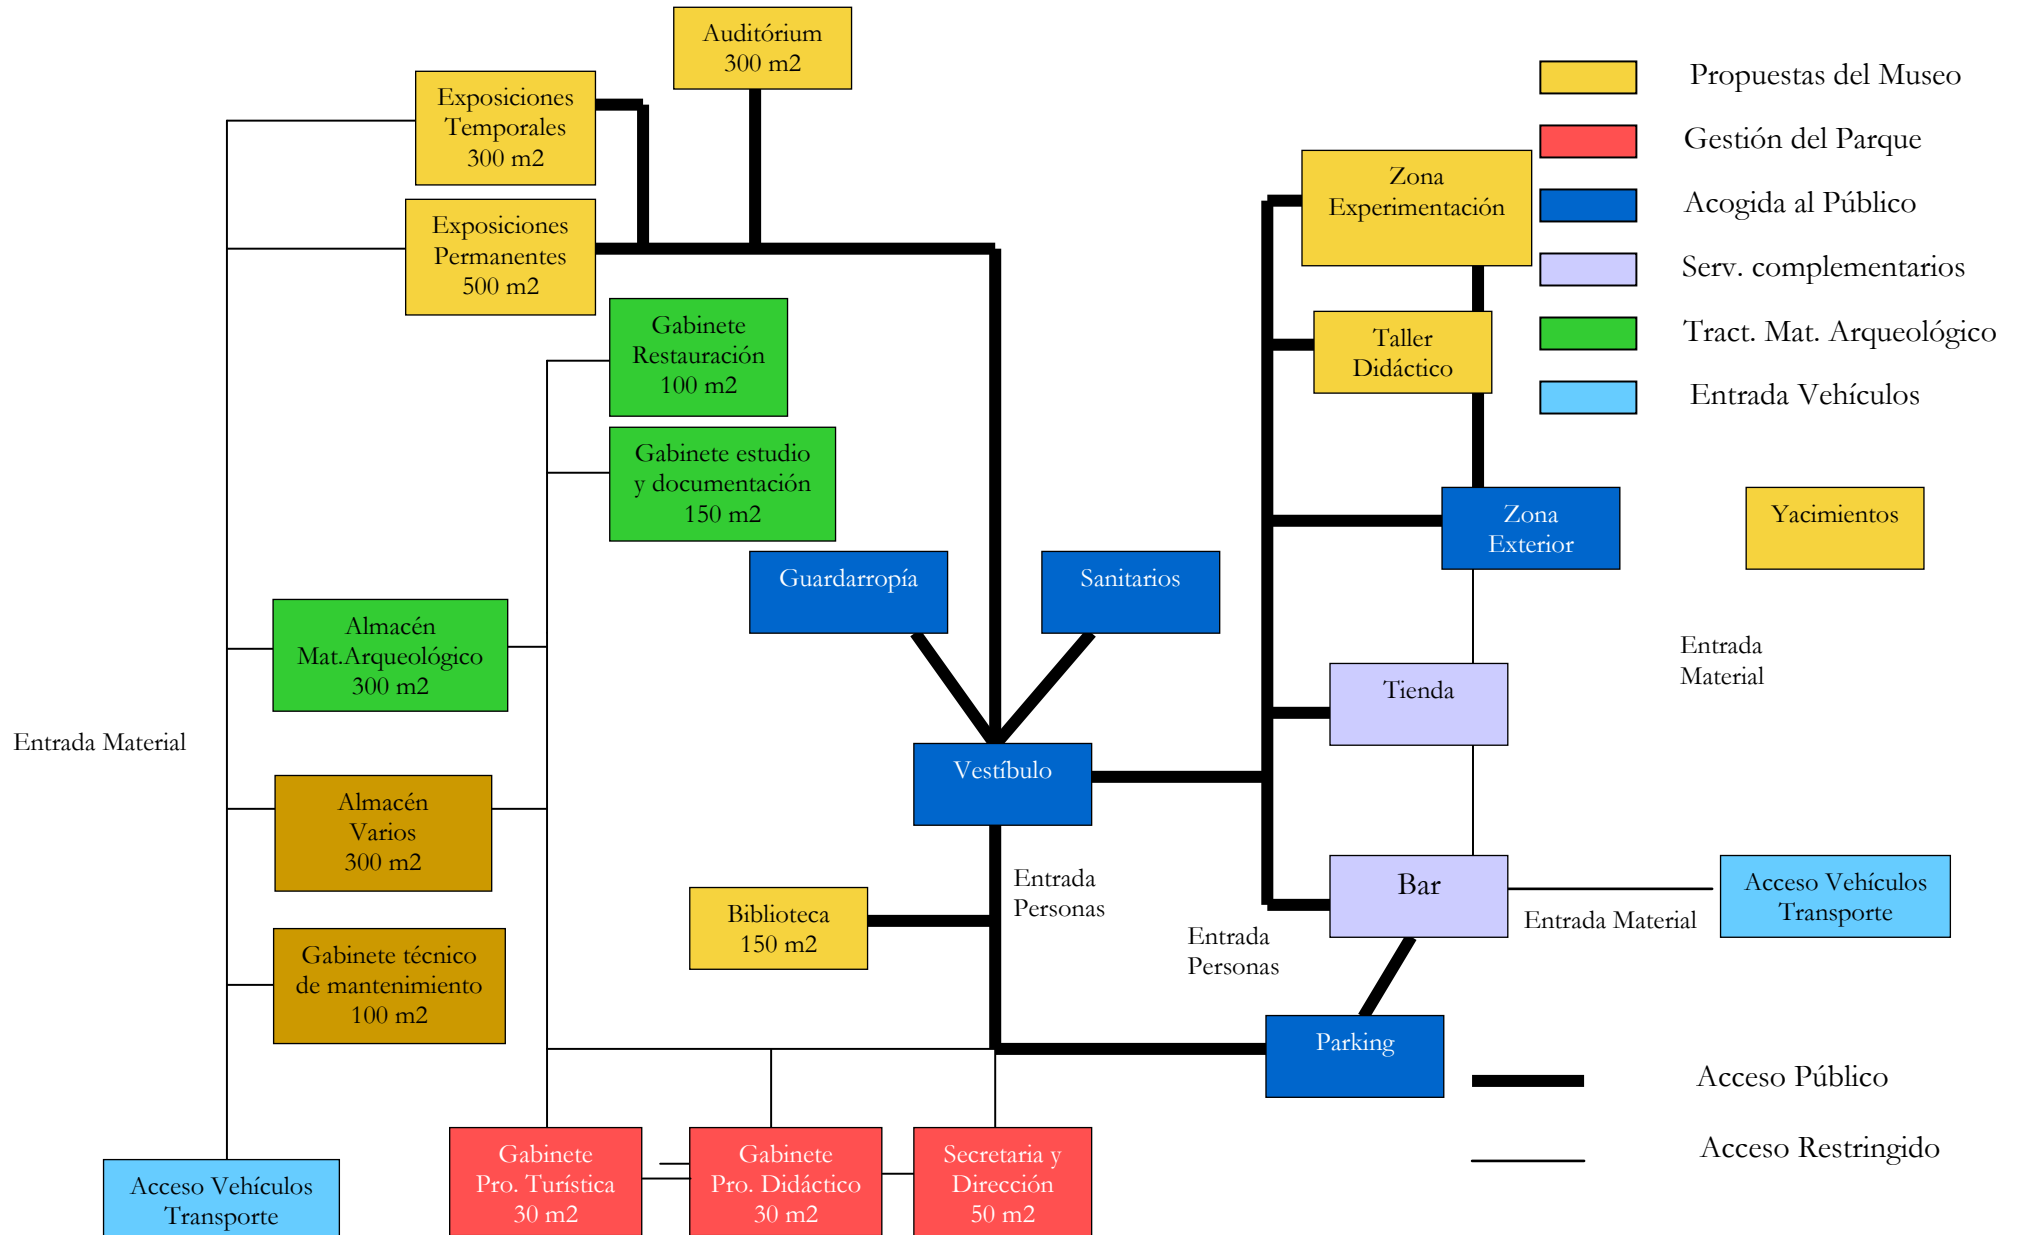 Auditórium
300 m2
Exposiciones
Temporales
300 m2
Exposiciones
Permanentes
500 m2
Gabinete
Restauración
100 m2
Gabinete estudio
y documentación
150 m2
Guardarropía
Sanitarios
Almacén
Mat.Arqueológico
300 m2
Entrada Material
Almacén
Varios
300 m2
Gabinete técnico
de mantenimiento
100 m2
Vestíbulo
Entrada
Personas
Biblioteca
150 m2
Acceso Vehículos
Transporte
Gabinete
Pro. Turística
30 m2
Gabinete
Pro. Didáctico
30 m2
Secretaria y
Dirección
50 m2
Zona
Experimentación
Taller
Didáctico
Zona
Exterior
Yacimientos
Entrada
Material
Tienda
Bar
Entrada Material
Acceso Vehículos
Transporte
Entrada
Personas
Parking
Propuestas del Museo
Gestión del Parque
Acogida al Público
Serv. complementarios
Tract. Mat. Arqueológico
Entrada Vehículos
Acceso Público
Acceso Restringido